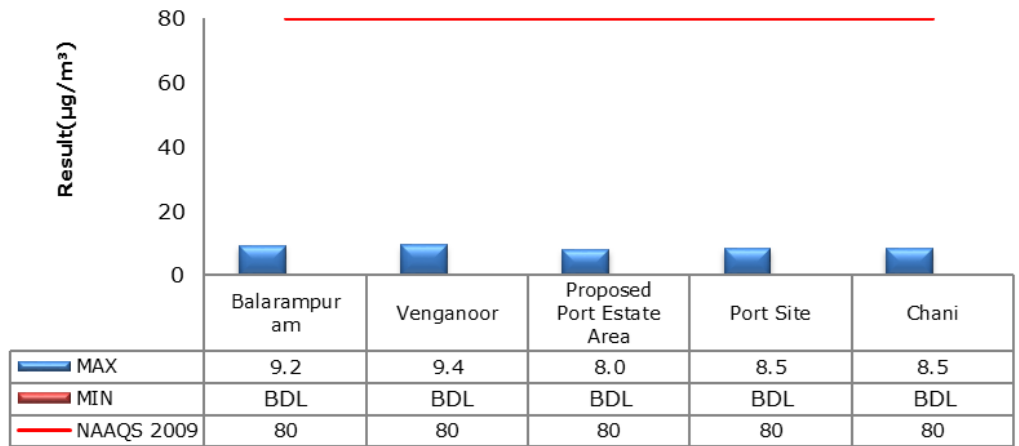 80
60
40
20
0
Result(µg/m³)
Balarampur
am
Venganoor
Proposed
Port Estate
Area
Port Site
Chani
MAX 9.2 9.4 8.0 8.5 8.5
MIN BDL BDL BDL BDL BDL
NAAQS 2009 80 80 80 80 80